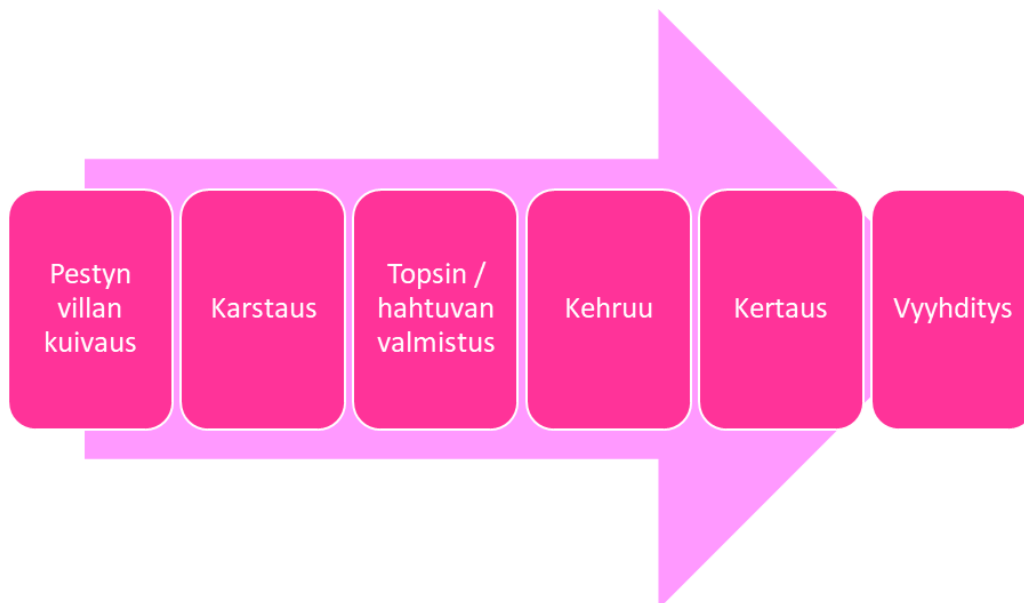 Pestyn
villan
kuivaus
Karstaus
Topsin /
hahtuvan
valmistus
Kehruu
Kertaus
Vyyhditys